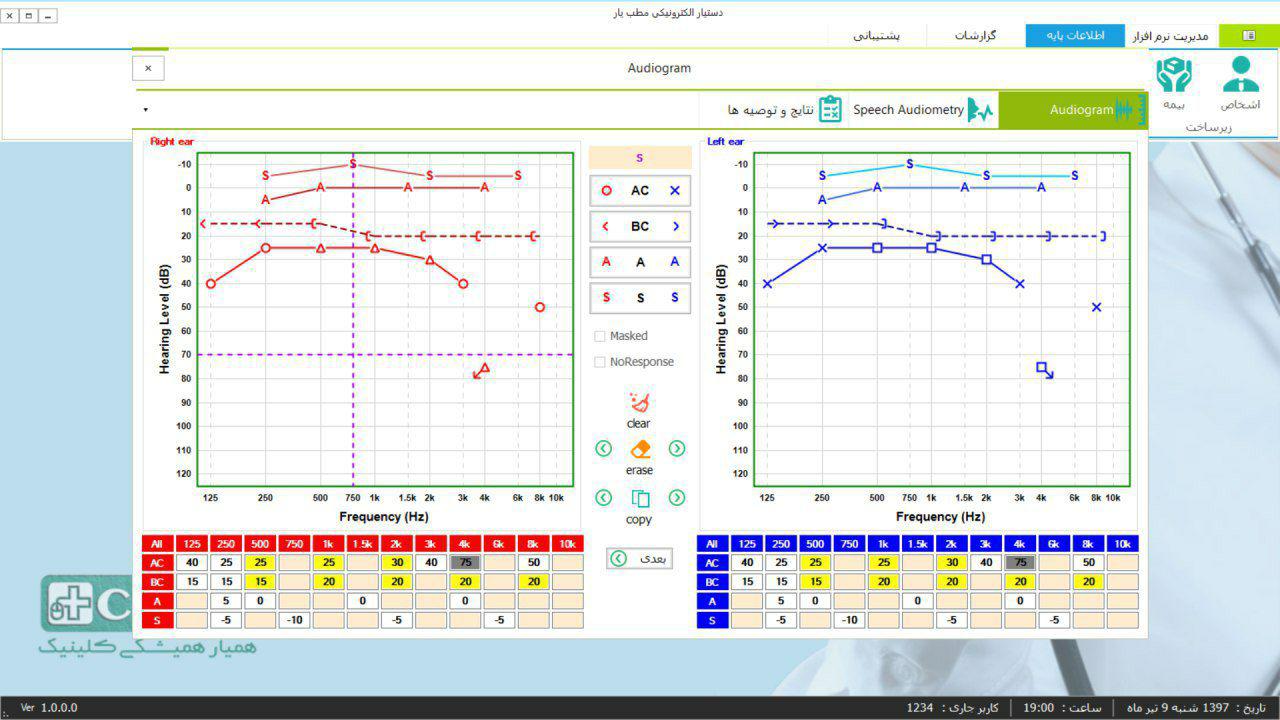 دستیار الکترونیکی مطب یار
مدیریت نرم افزار اطلاعات پایه گزارشات پشتیبانی
اشخاص بیمه
زیرساخت
Audiogram
Audiogram Speech Audiometry نتایج و توصیه ها
Right ear
-10
0
10
20
30
40
50
60
70
80
90
100
110
120
Hearing Level (dB)
125 250 500 750 1k 1.5k 2k 3k 4k 6k 8k 10k
Frequency (Hz)
S
AC
BC
A A A
S S S
Masked
NoResponse
clear
erase
copy
بعدی
Left ear
-10
0
10
20
30
40
50
60
70
80
90
100
110
120
Hearing Level (dB)
125 250 500 750 1k 1.5k 2k 3k 4k 6k 8k 10k
Frequency (Hz)
All 125 250 500 750 1k 1.5k 2k 3k 4k 6k 8k 10k
AC 40 25 25 25 30 40 75 50
BC 15 15 15 20 20 20 20
A 5 0 0 0
S -5 -10 -5 -5
All 125 250 500 750 1k 1.5k 2k 3k 4k 6k 8k 10k
AC 40 25 25 25 30 40 75 50
BC 15 15 15 20 20 20 20
A 5 0 0 0
S -5 -10 -5 -5
همیار همیشگی کلینیک
تاریخ : 1397 شنبه 9 تیر ماه ساعت : 19:00 کاربر جاری : 1234
Ver 1.0.0.0